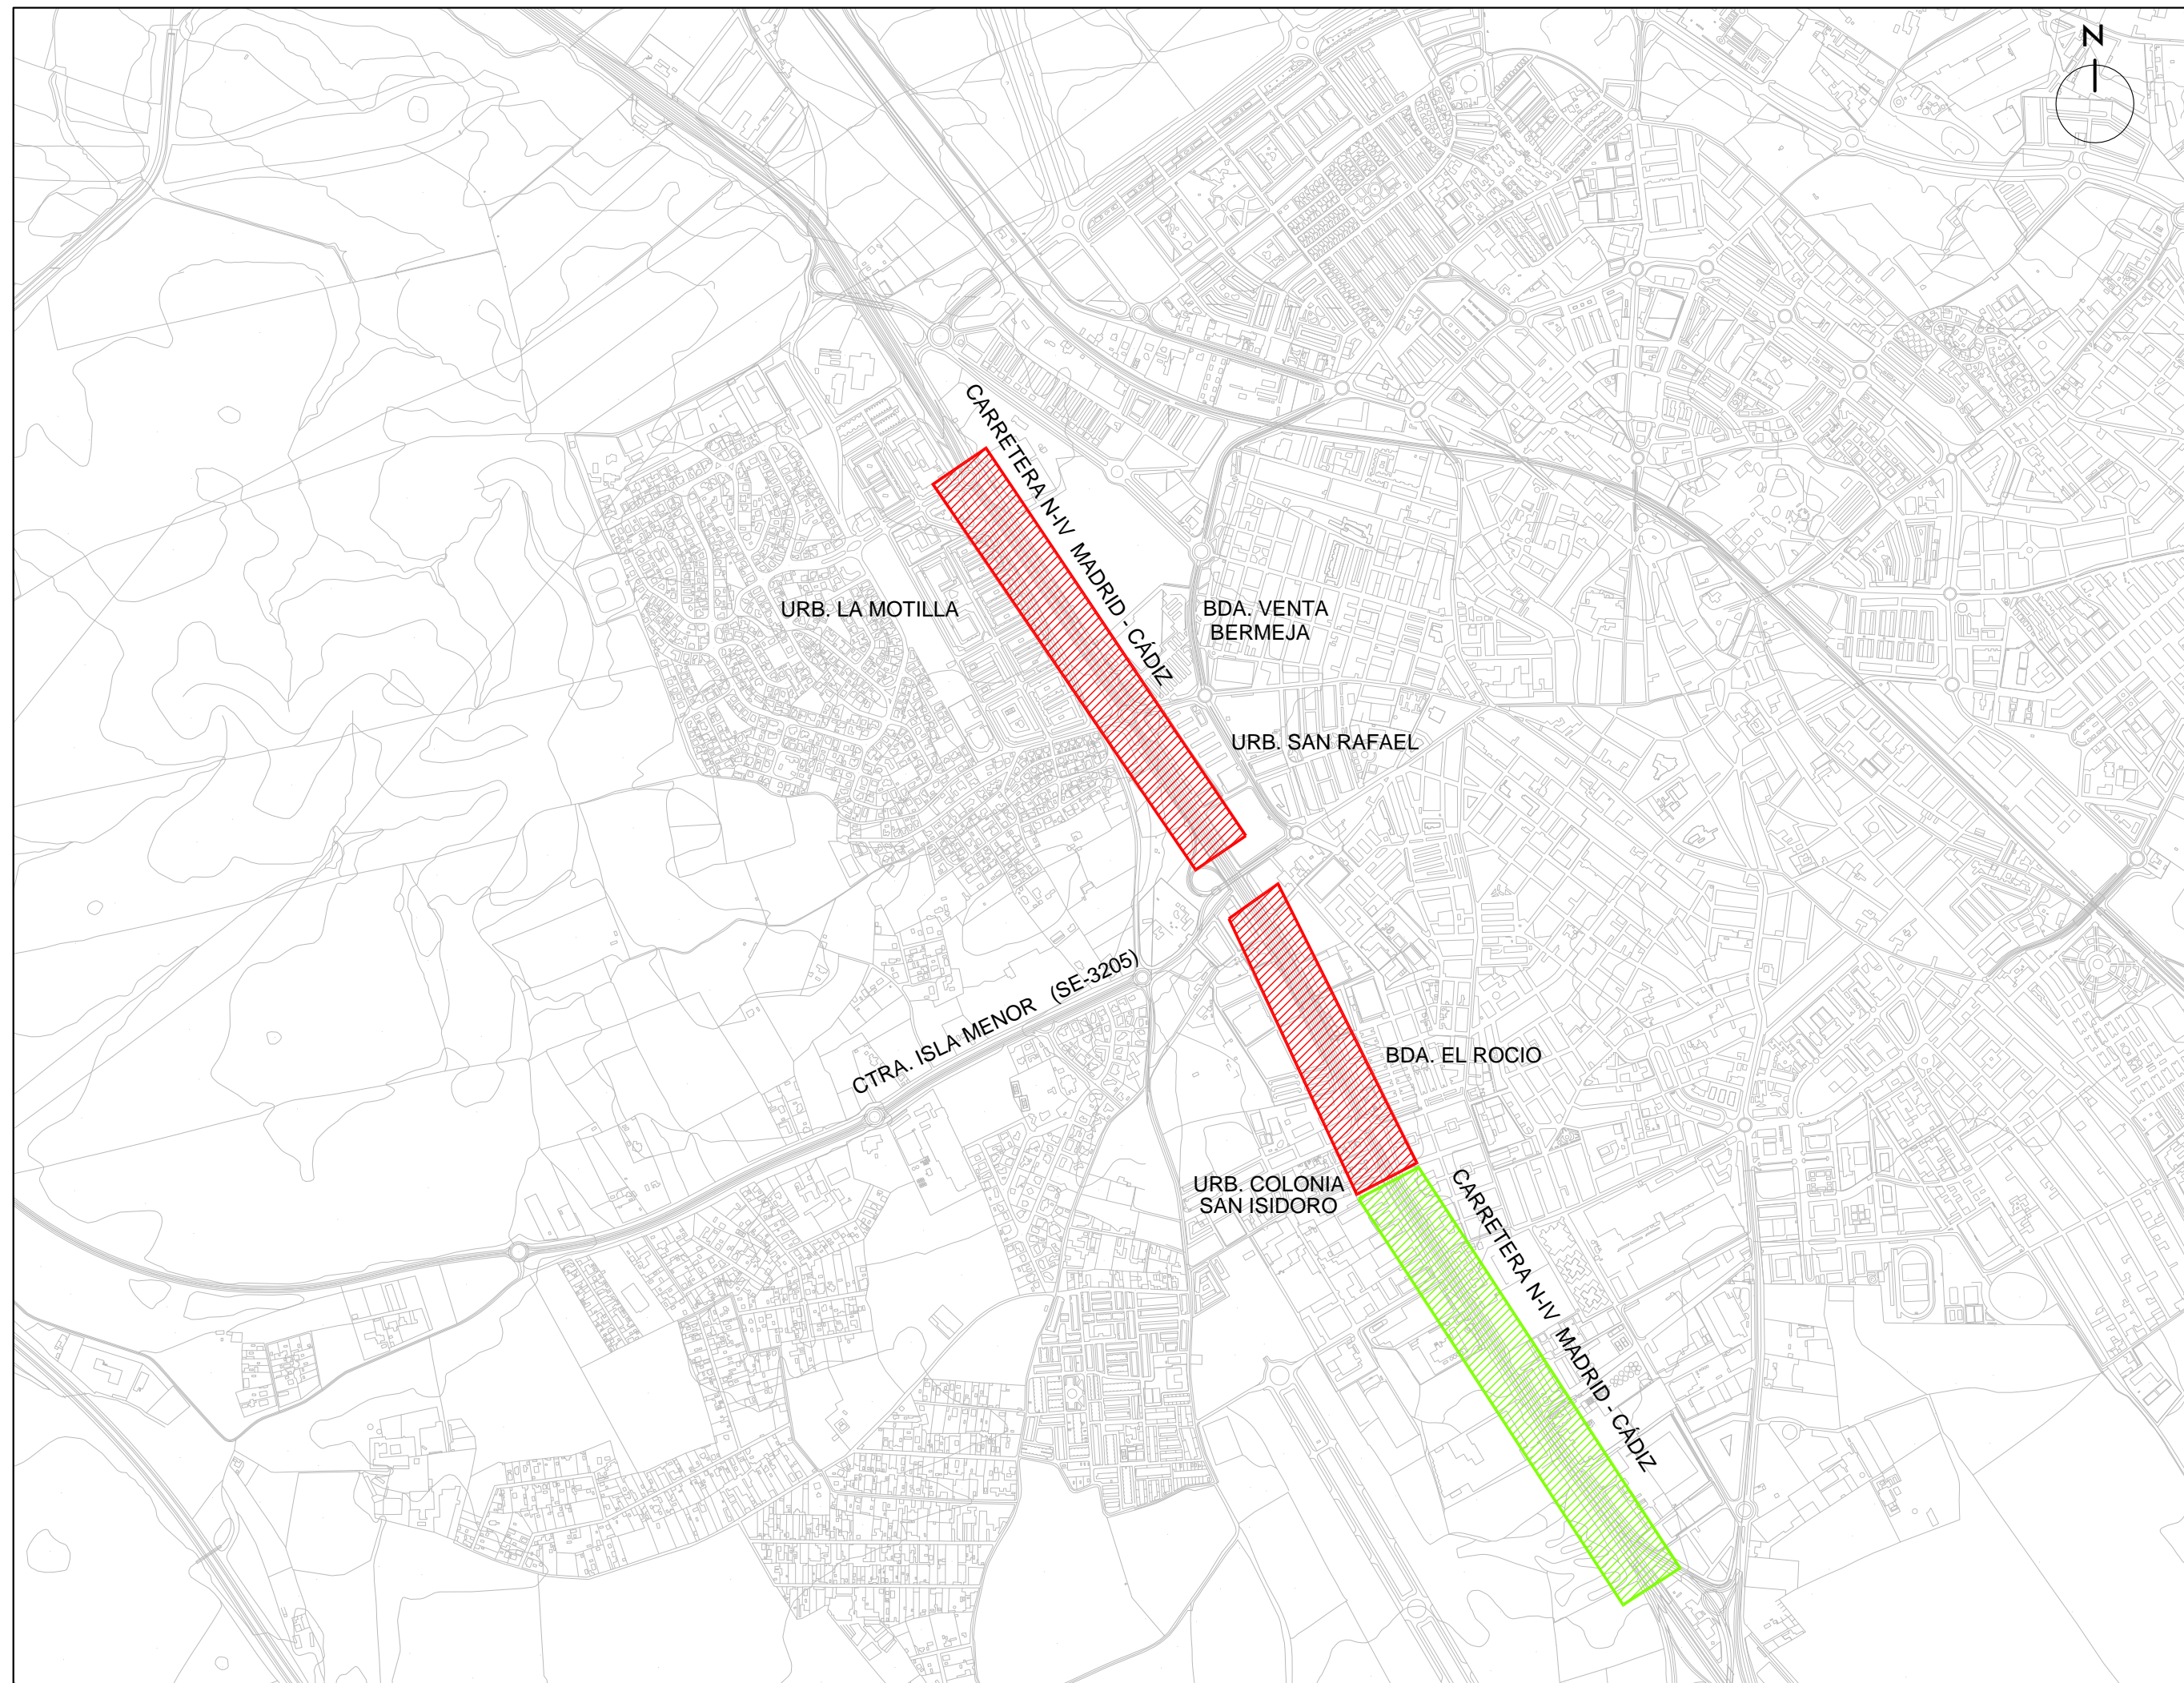 N
CARRETERA N-IV MADRID - CÁDIZ
URB. LA MOTILLA
BDA. VENTA
BERMEJA
URB. SAN RAFAEL
CTRA. ISLA MENOR (SE-3205)
BDA. EL ROCIO
URB. COLONIA
SAN ISIDORO
CARRETERA N-IV MADRID - CÁDIZ